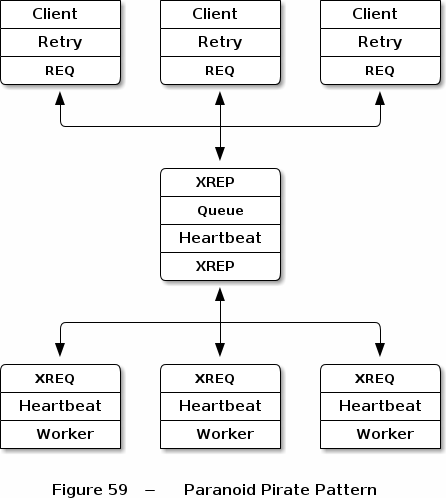 Client Client Client
Retry Retry Retry
REQ REQ REQ
XREP
Queue
Heartbeat
XREP
XREQ XREQ XREQ
Heartbeat Heartbeat Heartbeat
Worker Worker Worker
Figure 59 – Paranoid Pirate Pattern